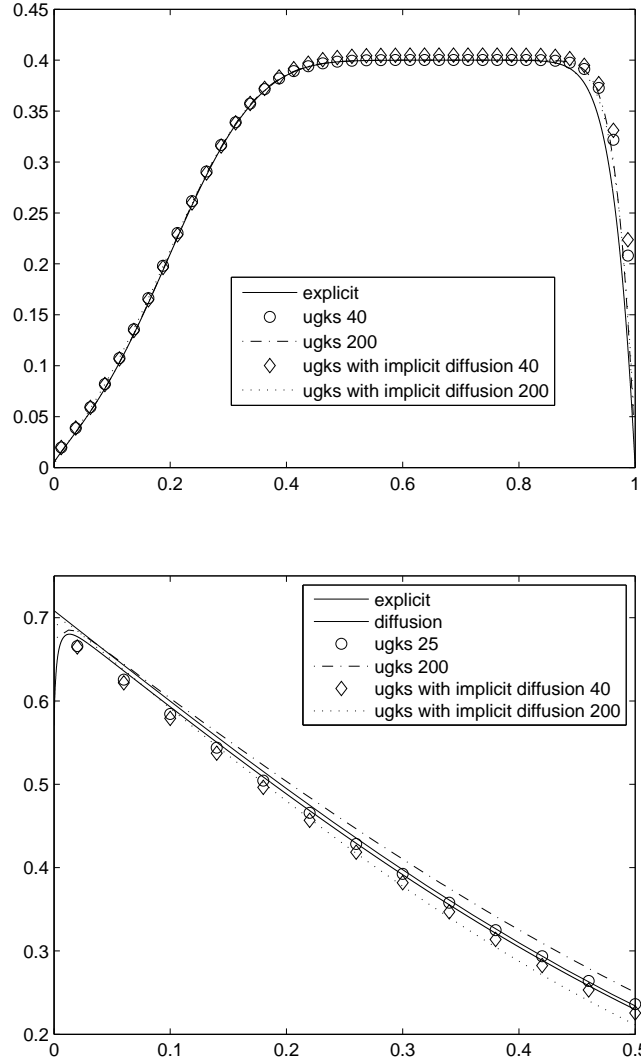 0.45
0.4
0.35
0.3
0.25
0.2
0.15
0.1
0.05
0
0 0.2 0.4 0.6 0.8 1
explicit
ugks 40
ugks 200
ugks with implicit diffusion 40
ugks with implicit diffusion 200
0.7
0.6
0.5
0.4
0.3
0.2
0 0.1 0.2 0.3 0.4 0.5
explicit
diffusion
ugks 25
ugks 200
ugks with implicit diffusion 40
ugks with implicit diffusion 200